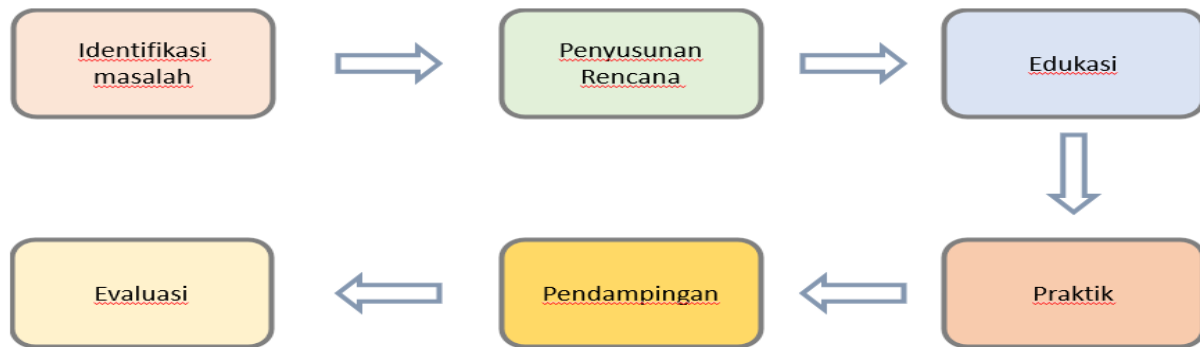 Identifikasi
masalah
Penyusunan
Rencana
Edukasi
Praktik
Pendampingan
Evaluasi